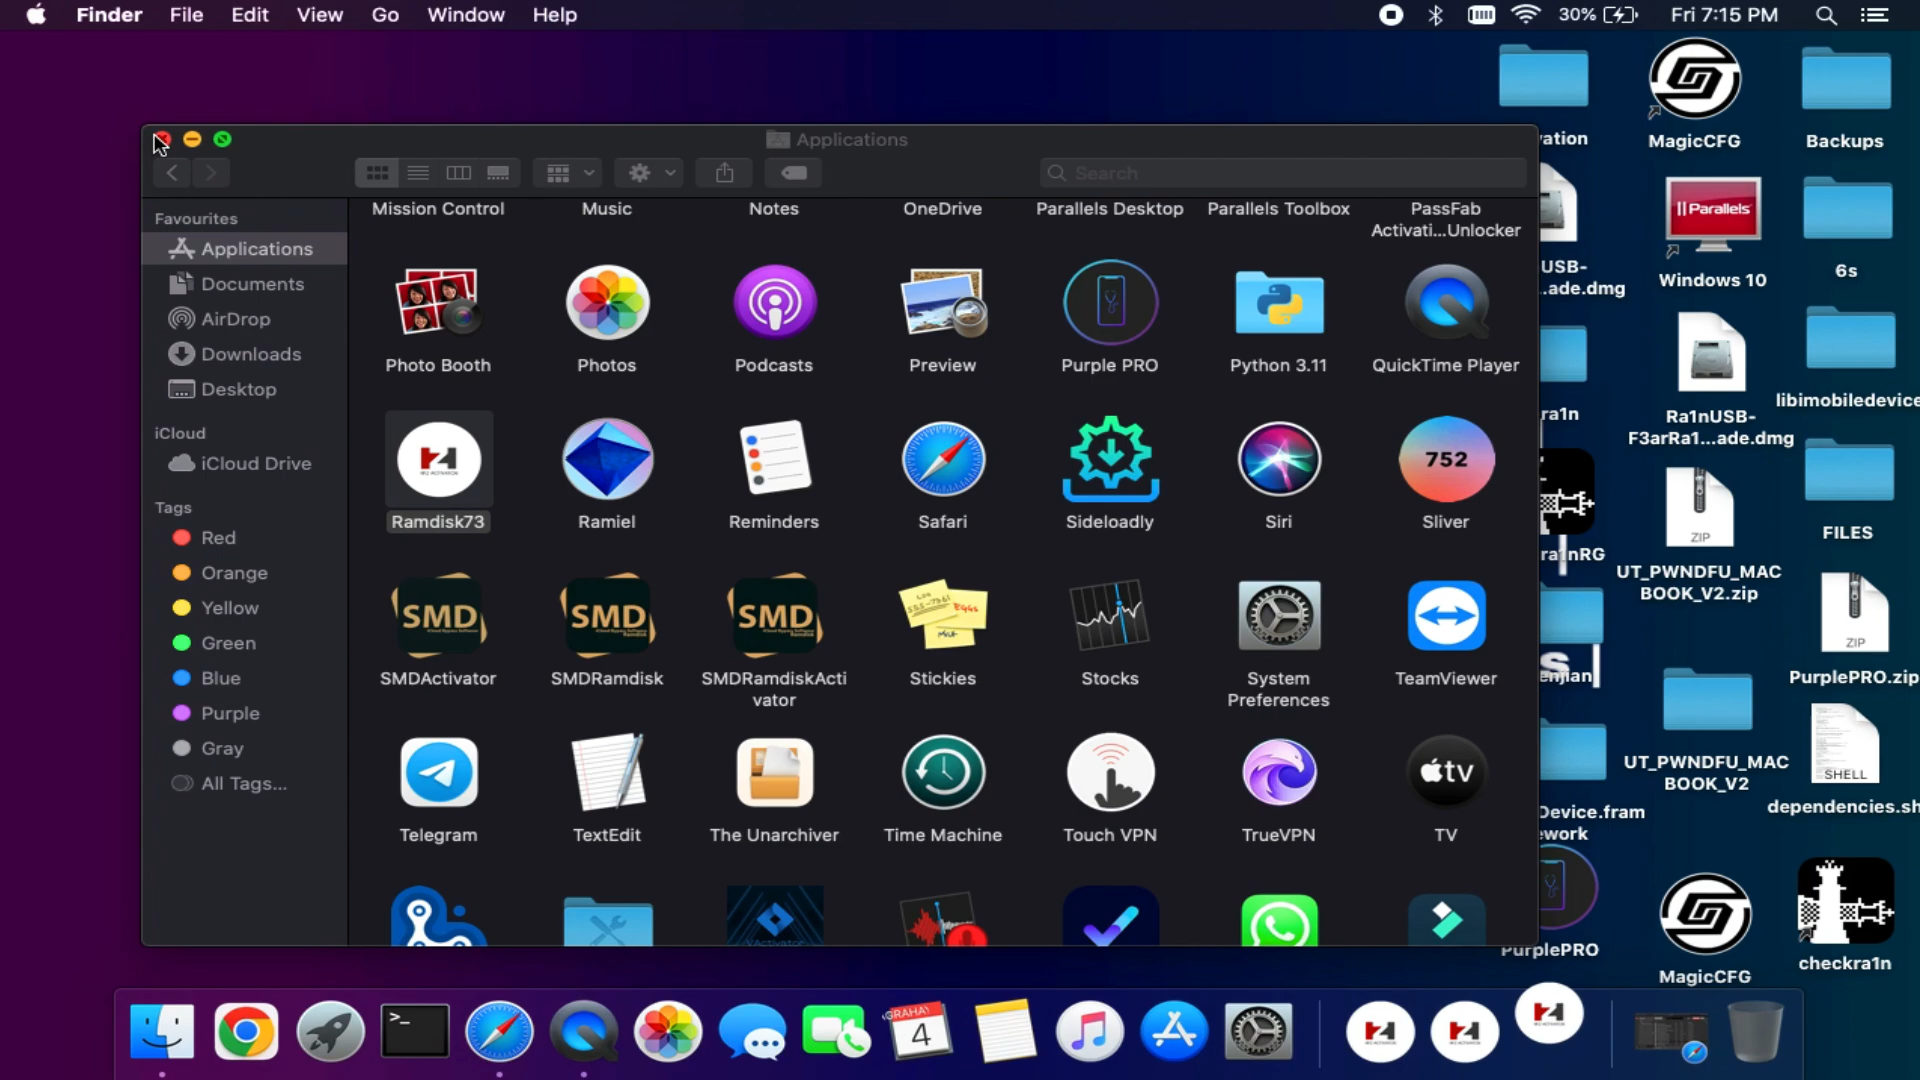 Finder File Edit View Go Window Help
30% Fri 7:15 PM
Applications
Search
Favourites
Applications
Documents
AirDrop
Downloads
Desktop
iCloud
iCloud Drive
Tags
Red
Orange
Yellow
Green
Blue
Purple
Gray
All Tags...
Mission Control Music Notes OneDrive Parallels Desktop Parallels Toolbox PassFab
Activati...Unlocker
Photo Booth Photos Podcasts Preview Purple PRO Python 3.11 QuickTime Player
752
Ramdisk73 Ramiel Reminders Safari Sideloadly Siri Sliver
SMD SMD SMD
SMDActivator SMDRamdisk SMDRamdiskActi
vator
Stickies Stocks System
Preferences
TeamViewer
tv
Telegram TextEdit The Unarchiver Time Machine Touch VPN TrueVPN TV
vation MagicCFG Backups
Parallels
USB-
...ade.dmg
Windows 10 6s
ra1n Ra1nUSB-
F3arRa1...ade.dmg
libimobiledevice
ra1nRG
ZIP
UT_PWNDFU_MAC
BOOK_V2.zip
FILES
ZIP
enjian
PurplePRO.zip
UT_PWNDFU_MAC
BOOK_V2
SHELL
dependencies.sh
Device.fram
ework
PurplePRO MagicCFG checkra1n
4